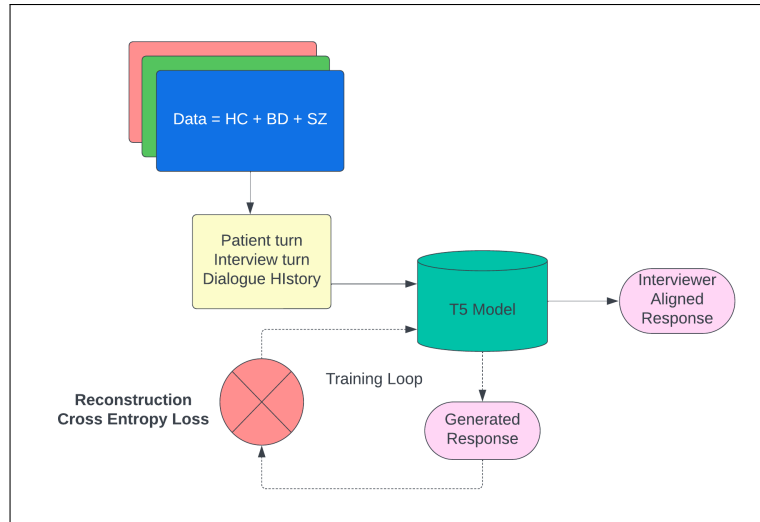 Data = HC + BD + SZ
Patient turn
Interview turn
Dialogue HIstory
T5 Model
Interviewer
Aligned
Response
Training Loop
Reconstruction
Cross Entropy Loss
Generated
Response